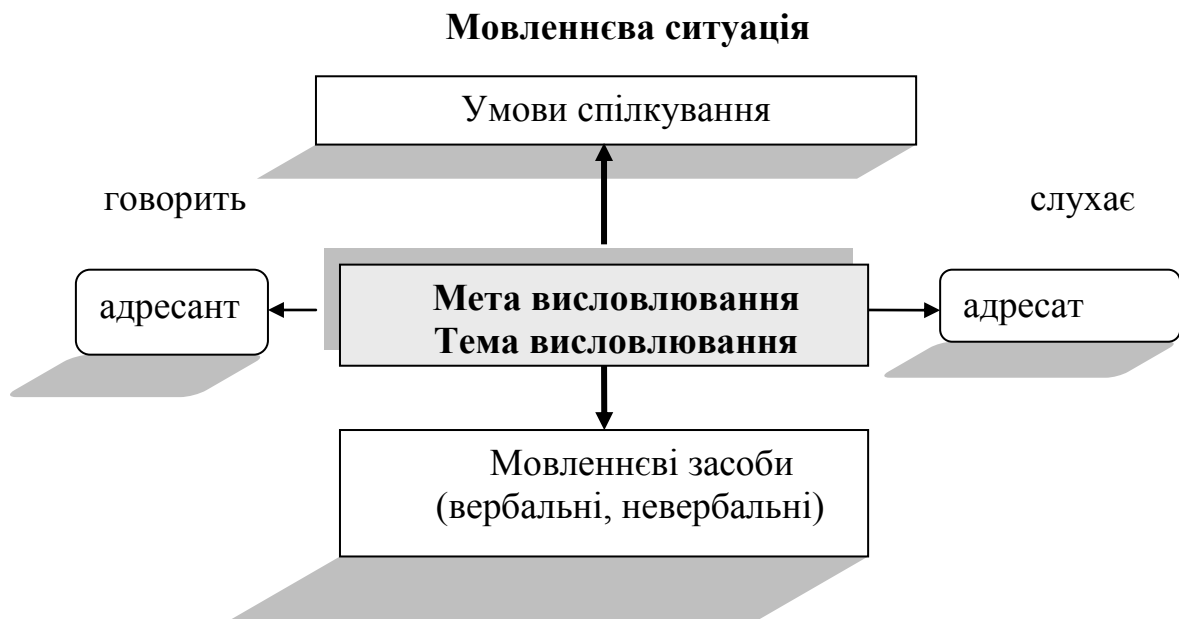 Мовленнєва ситуація
Умови спілкування
говорить
слухає
адресант
Мета висловлювання
Тема висловлювання
адресат
Мовленнєві засоби
(вербальні, невербальні)